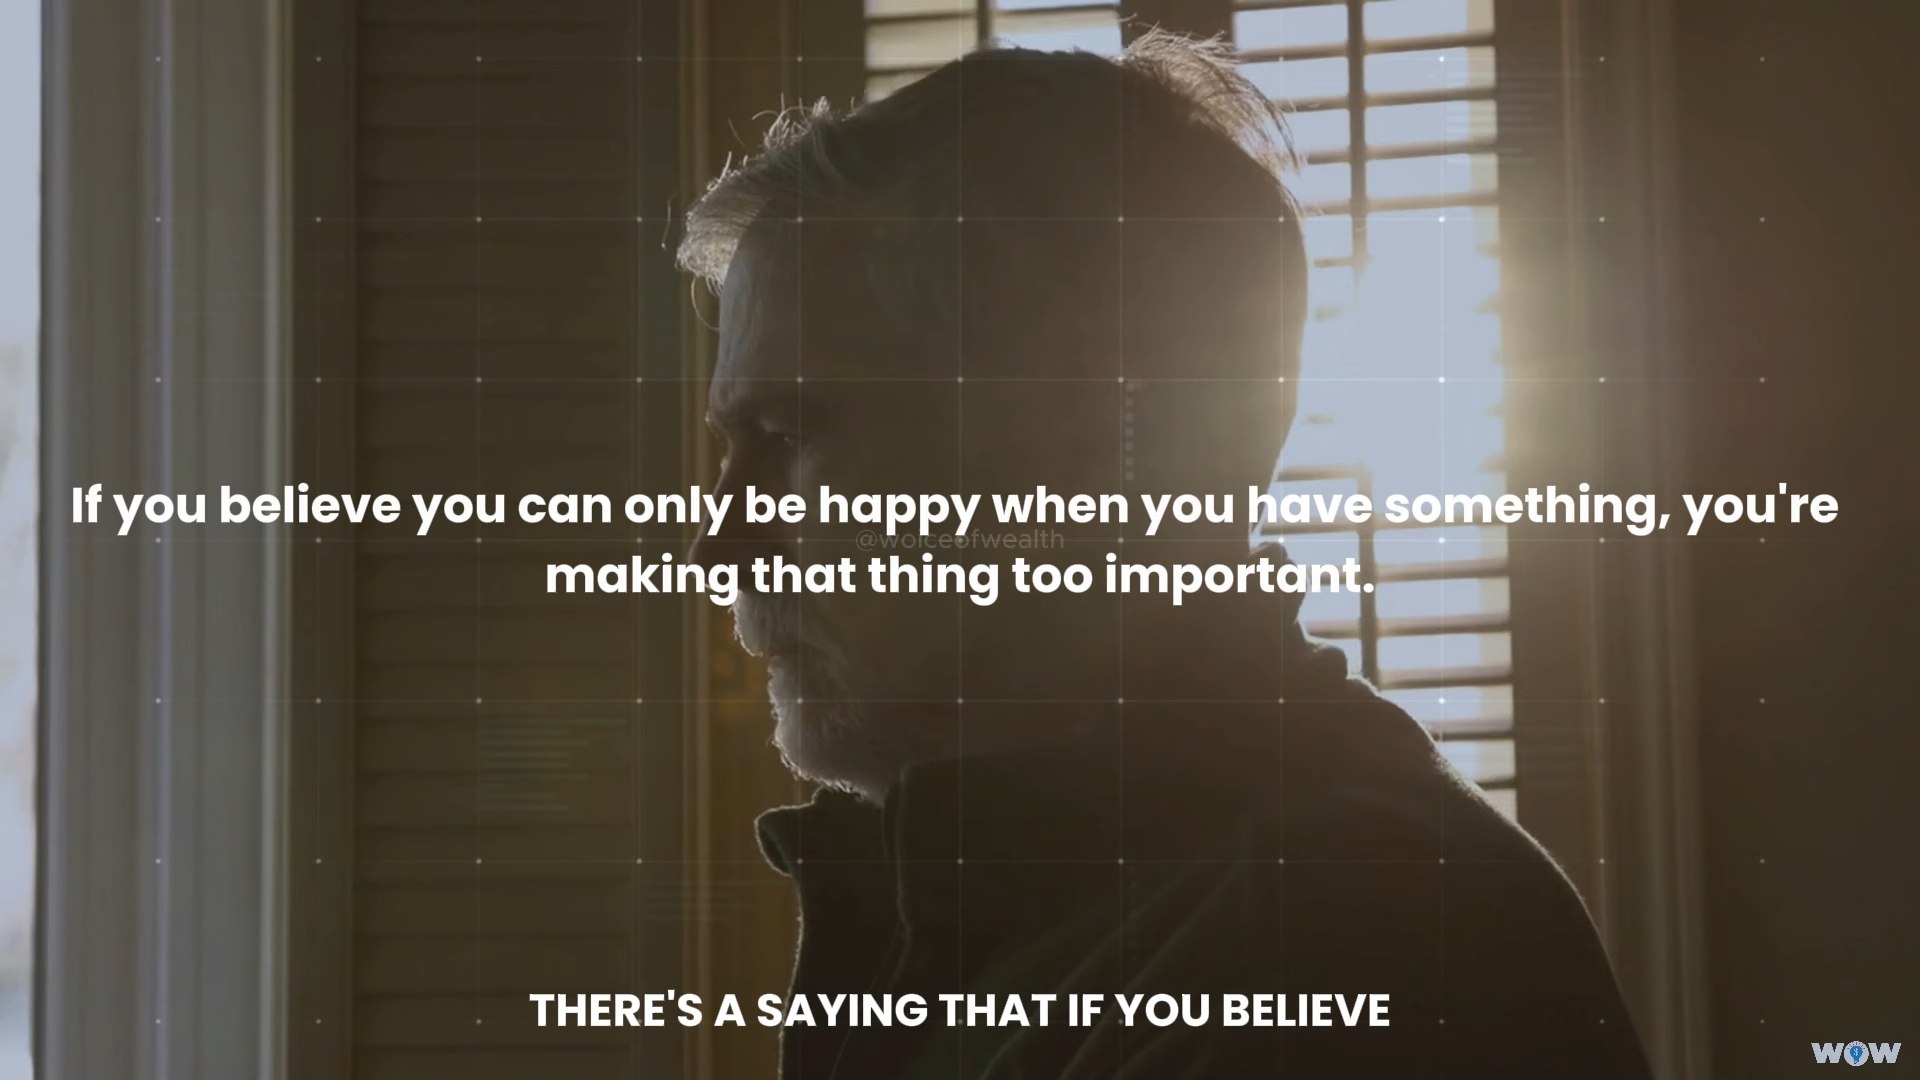 If you believe you can only be happy when you have something, you're
@woiceofwealth
making that thing too important.
THERE'S A SAYING THAT IF YOU BELIEVE
WOW